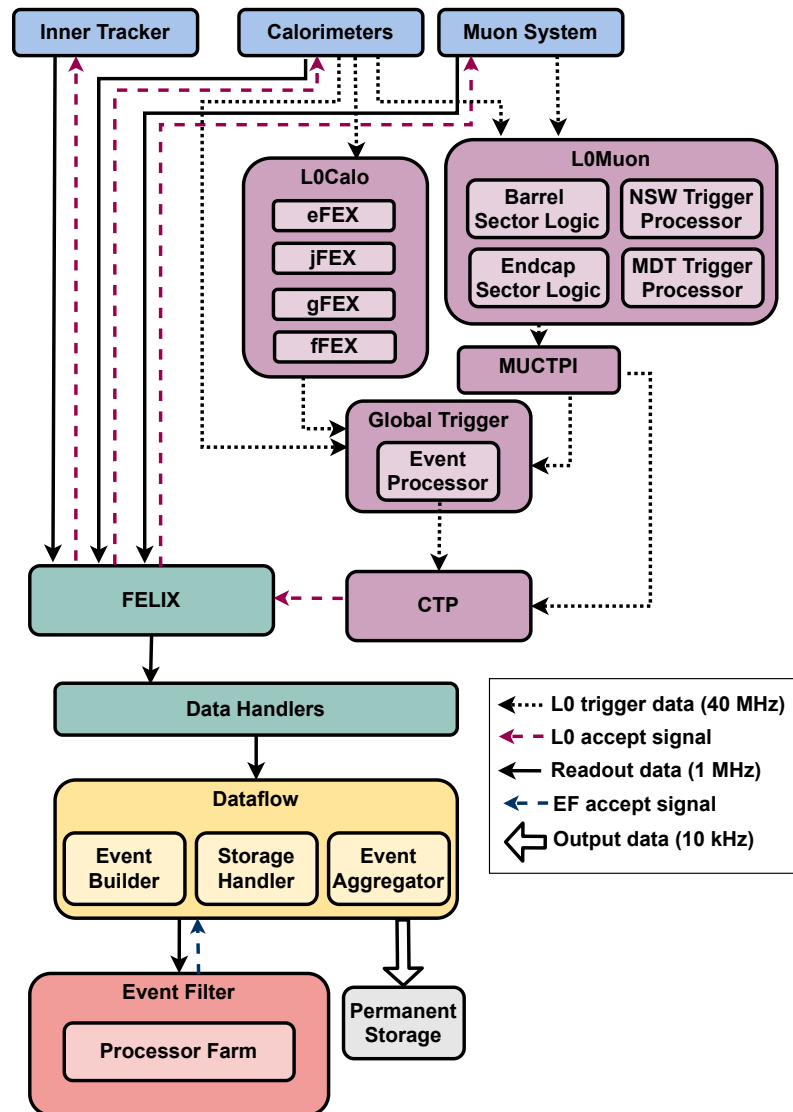 Inner Tracker
Calorimeters
Muon System
L0Calo
eFEX
jFEX
gFEX
fFEX
L0Muon
Barrel
Sector Logic
NSW Trigger
Processor
Endcap
Sector Logic
MDT Trigger
Processor
MUCTPI
Global Trigger
Event
Processor
FELIX
CTP
Data Handlers
Dataflow
Event
Builder
Storage
Handler
Event
Aggregator
Event Filter
Processor Farm
Permanent
Storage
L0 trigger data (40 MHz)
L0 accept signal
Readout data (1 MHz)
EF accept signal
Output data (10 kHz)